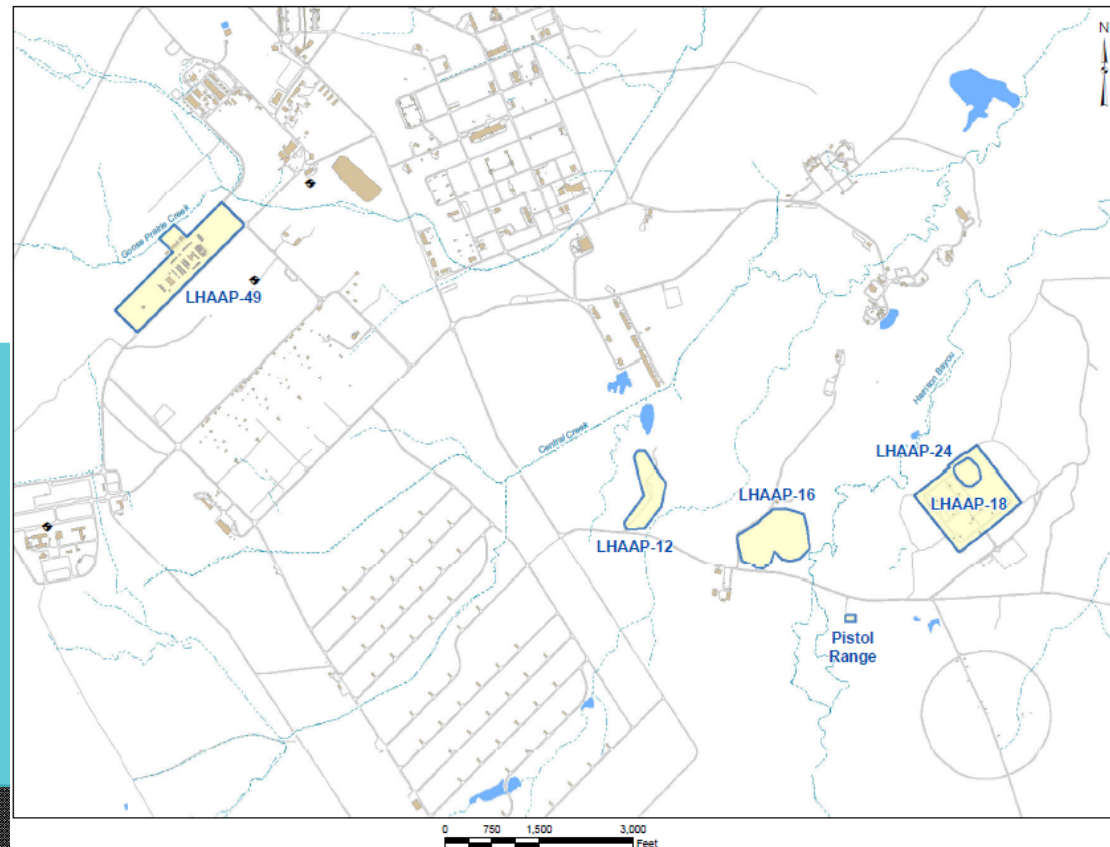 N
Goose Prairie Creek
LHAAP-49
Harrison Bayou
Central Creek
LHAAP-24
LHAAP-16
LHAAP-18
LHAAP-12
Pistol
Range
0 750 1,500 3,000
Feet